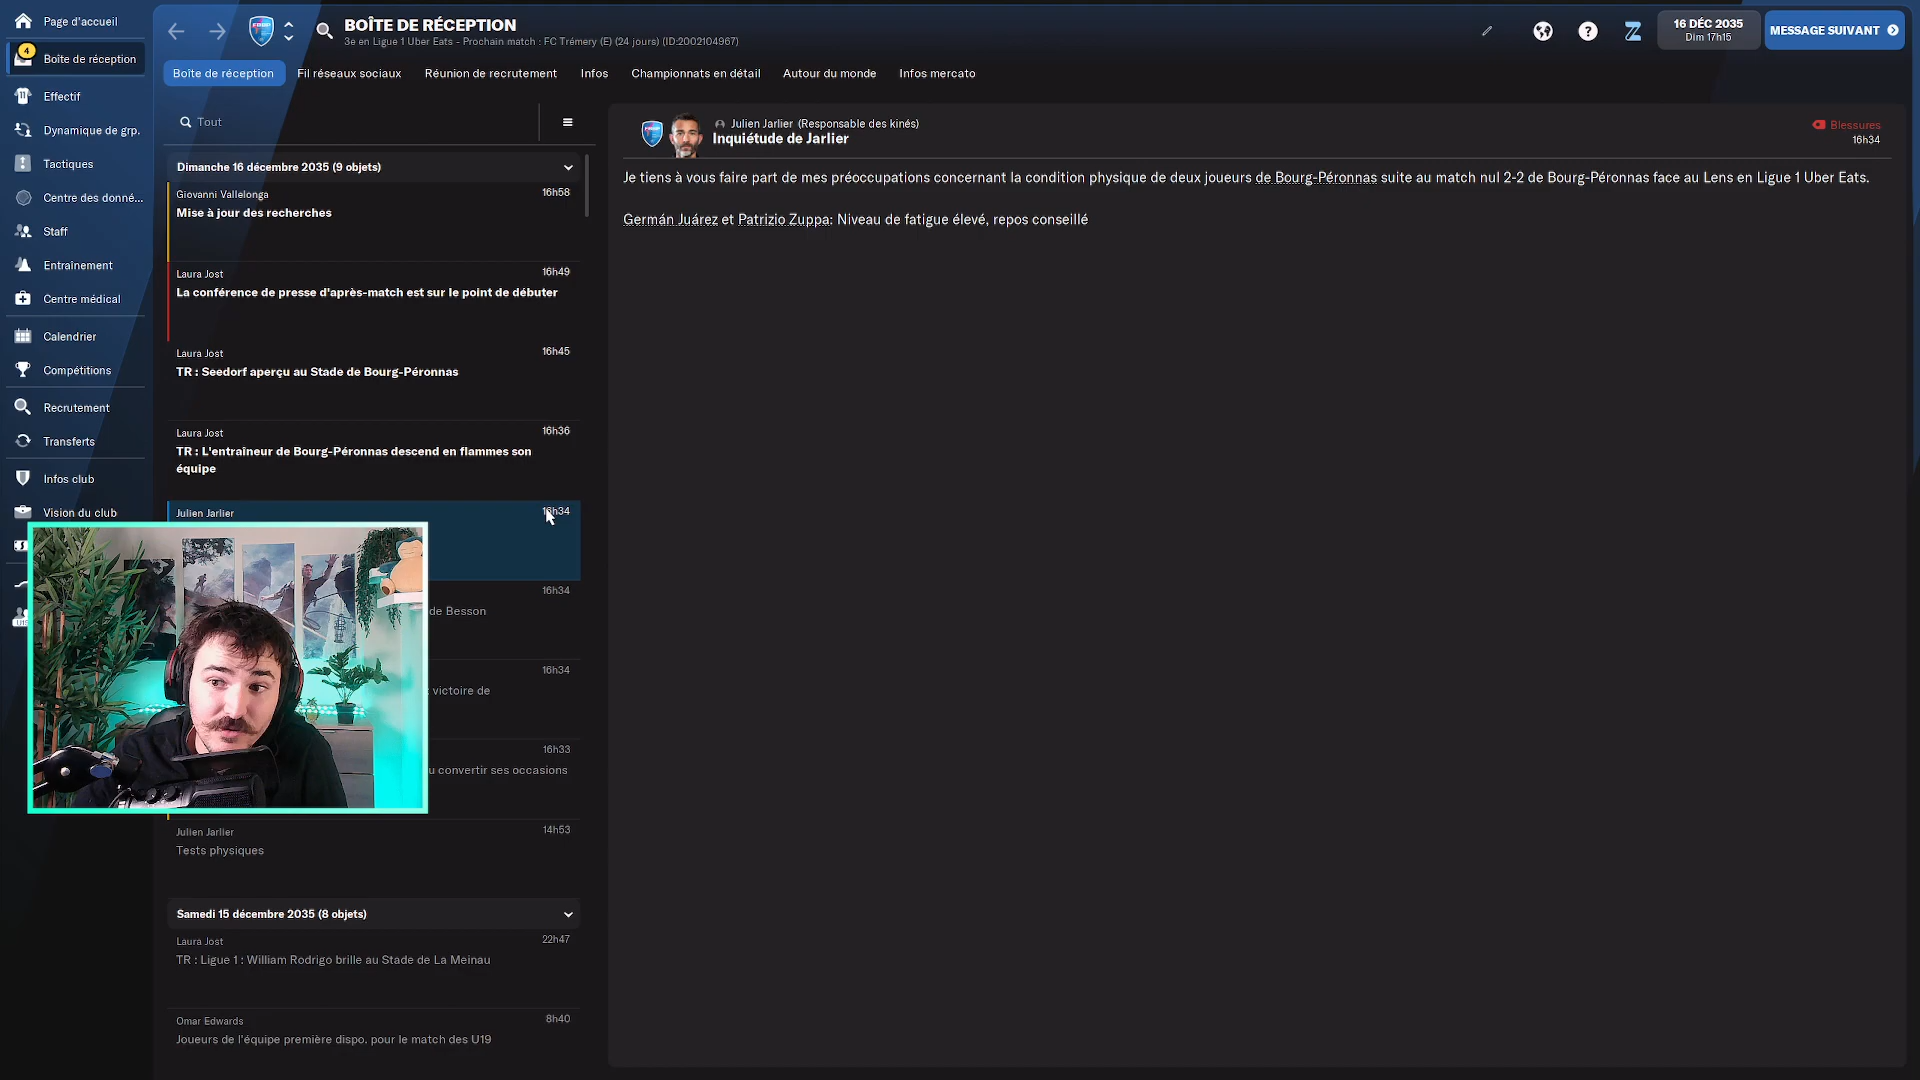 Page d'accueil
4
Boîte de réception
Effectif
Dynamique de grp.
Tactiques
Centre des donné...
Staff
Entraînement
Centre médical
Calendrier
Compétitions
Recrutement
Transferts
Infos club
Vision du club
BOÎTE DE RÉCEPTION
3e en Ligue 1 Uber Eats - Prochain match : FC Trémery (E) (24 jours) (ID:2002104967)
16 DÉC 2035
Dim 17h15
MESSAGE SUIVANT
Boîte de réception
Fil réseaux sociaux
Réunion de recrutement
Infos
Championnats en détail
Autour du monde
Infos mercato
Tout
Dimanche 16 décembre 2035 (9 objets)
Giovanni Vallelonga
16h58
Mise à jour des recherches
Laura Jost
16h49
La conférence de presse d'après-match est sur le point de débuter
Laura Jost
16h45
TR : Seedorf aperçu au Stade de Bourg-Péronnas
Laura Jost
16h36
TR : L'entraîneur de Bourg-Péronnas descend en flammes son
équipe
Julien Jarlier
16h34
16h34
de Besson
16h34
victoire de
16h33
convertir ses occasions
Julien Jarlier
14h53
Tests physiques
Samedi 15 décembre 2035 (8 objets)
Laura Jost
22h47
TR : Ligue 1 : William Rodrigo brille au Stade de La Meinau
Omar Edwards
8h40
Joueurs de l'équipe première dispo. pour le match des U19
Julien Jarlier (Responsable des kinés)
Inquiétude de Jarlier
Blessures
16h34
Je tiens à vous faire part de mes préoccupations concernant la condition physique de deux joueurs de Bourg-Péronnas suite au match nul 2-2 de Bourg-Péronnas face au Lens en Ligue 1 Uber Eats.
Germán Juárez et Patrizio Zuppa: Niveau de fatigue élevé, repos conseillé